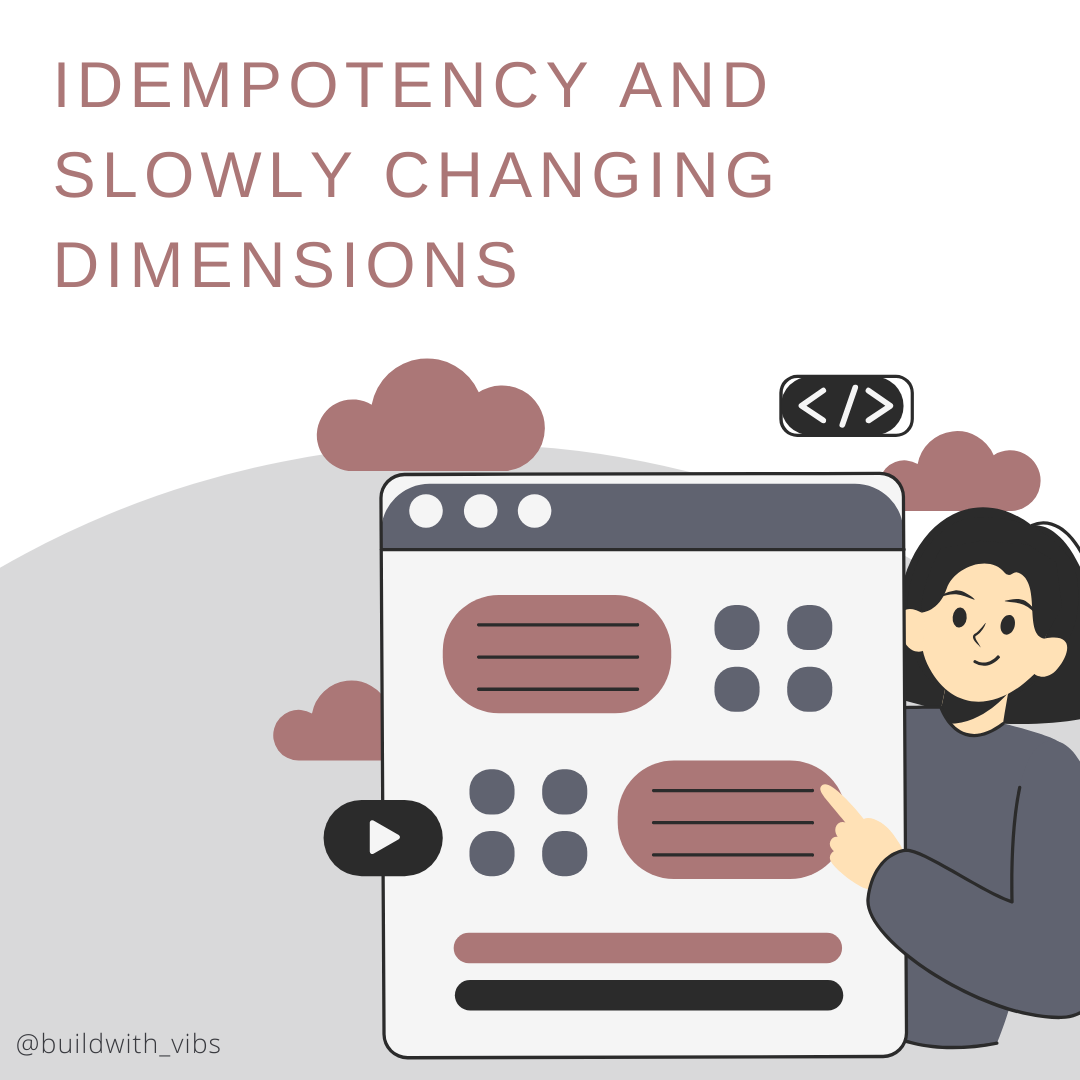 IDEMPOTENCY AND
SLOWLY CHANGING
DIMENSIONS
</>
@buildwith_vibs